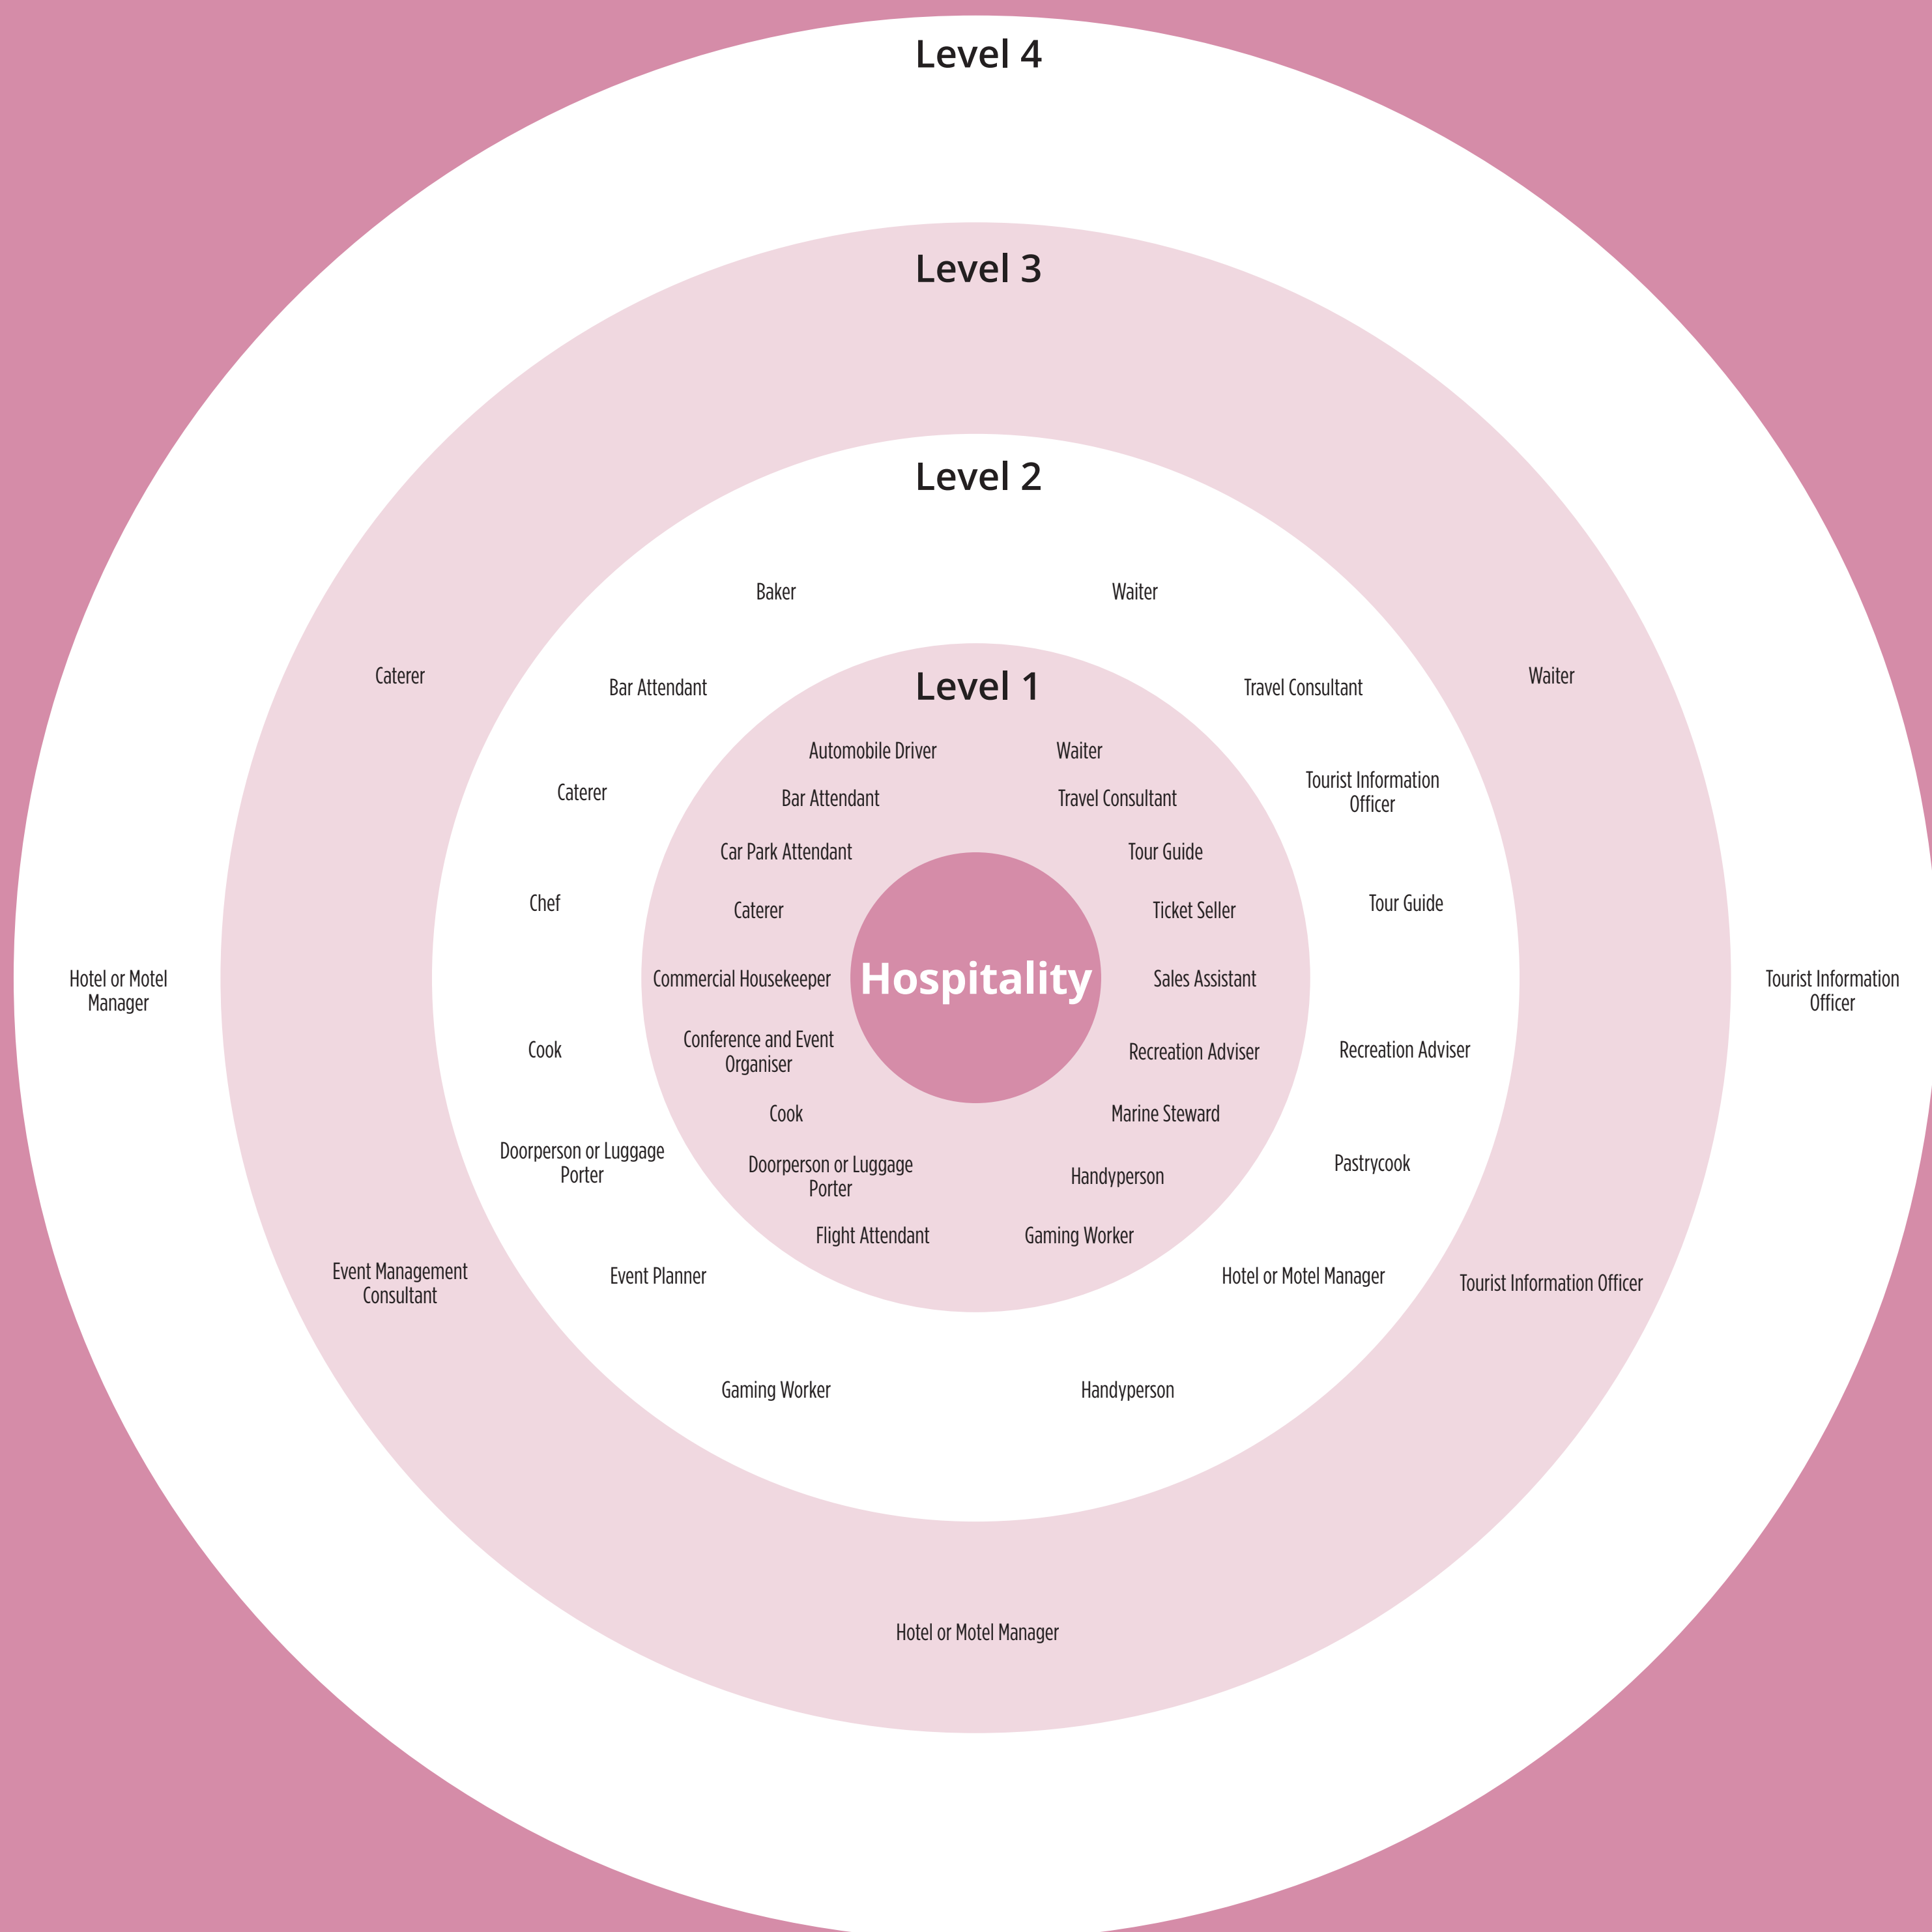 Level 4
Level 3
Level 2
Baker
Waiter
Caterer
Waiter
Bar Attendant
Travel Consultant
Level 1
Automobile Driver
Waiter
Caterer
Tourist Information
Officer
Bar Attendant
Travel Consultant
Car Park Attendant
Tour Guide
Chef
Tour Guide
Caterer
Ticket Seller
Hotel or Motel
Manager
Commercial Housekeeper
Hospitality
Sales Assistant
Tourist Information
Officer
Cook
Conference and Event
Organiser
Recreation Adviser
Recreation Adviser
Cook
Marine Steward
Doorperson or Luggage
Porter
Doorperson or Luggage
Porter
Handyperson
Pastrycook
Flight Attendant
Gaming Worker
Event Management
Consultant
Event Planner
Hotel or Motel Manager
Tourist Information Officer
Gaming Worker
Handyperson
Hotel or Motel Manager